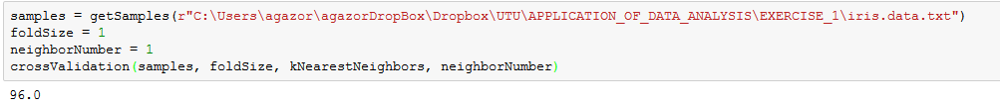 samples = getSamples(r"C:\Users\agazor\agazorDropBox\Dropbox\UTU\APPLICATION_OF_DATA_ANALYSIS\EXERCISE_1\iris.data.txt")
foldSize = 1
neighborNumber = 1
crossValidation(samples, foldSize, kNearestNeighbors, neighborNumber)
96.0